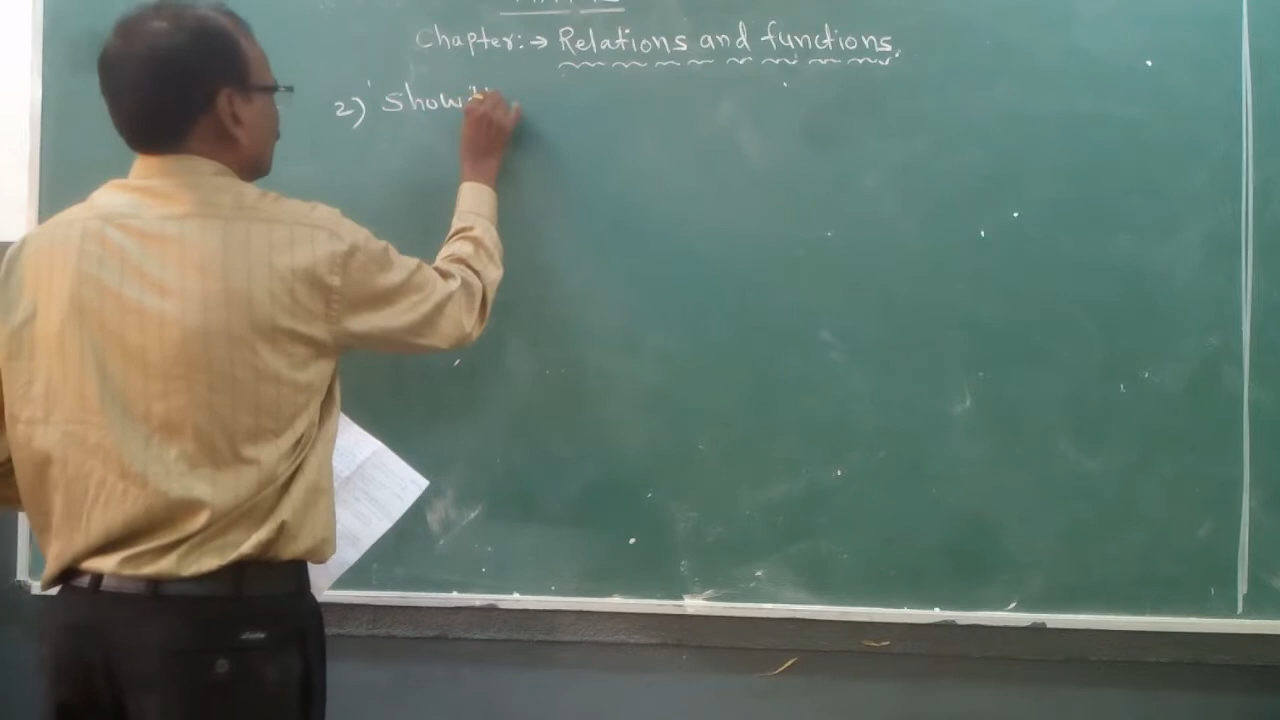 Chapter:→ Relations and functions.
2) Show